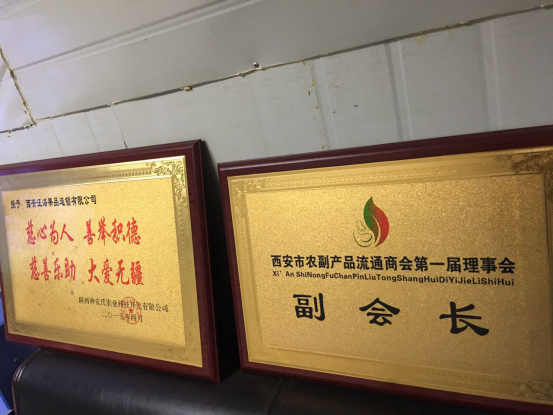 授予：西安汪涛果品运销有限公司
慈心为人 善举积德
慈善乐助 大爱无疆
陕西神农氏农业科技开发有限公司
二〇一五年四月
西安市农副产品流通商会第一届理事会
Xi' An ShiNongFuChanPinLiuTongShangHuiDiYiJieLiShiHui
副会长